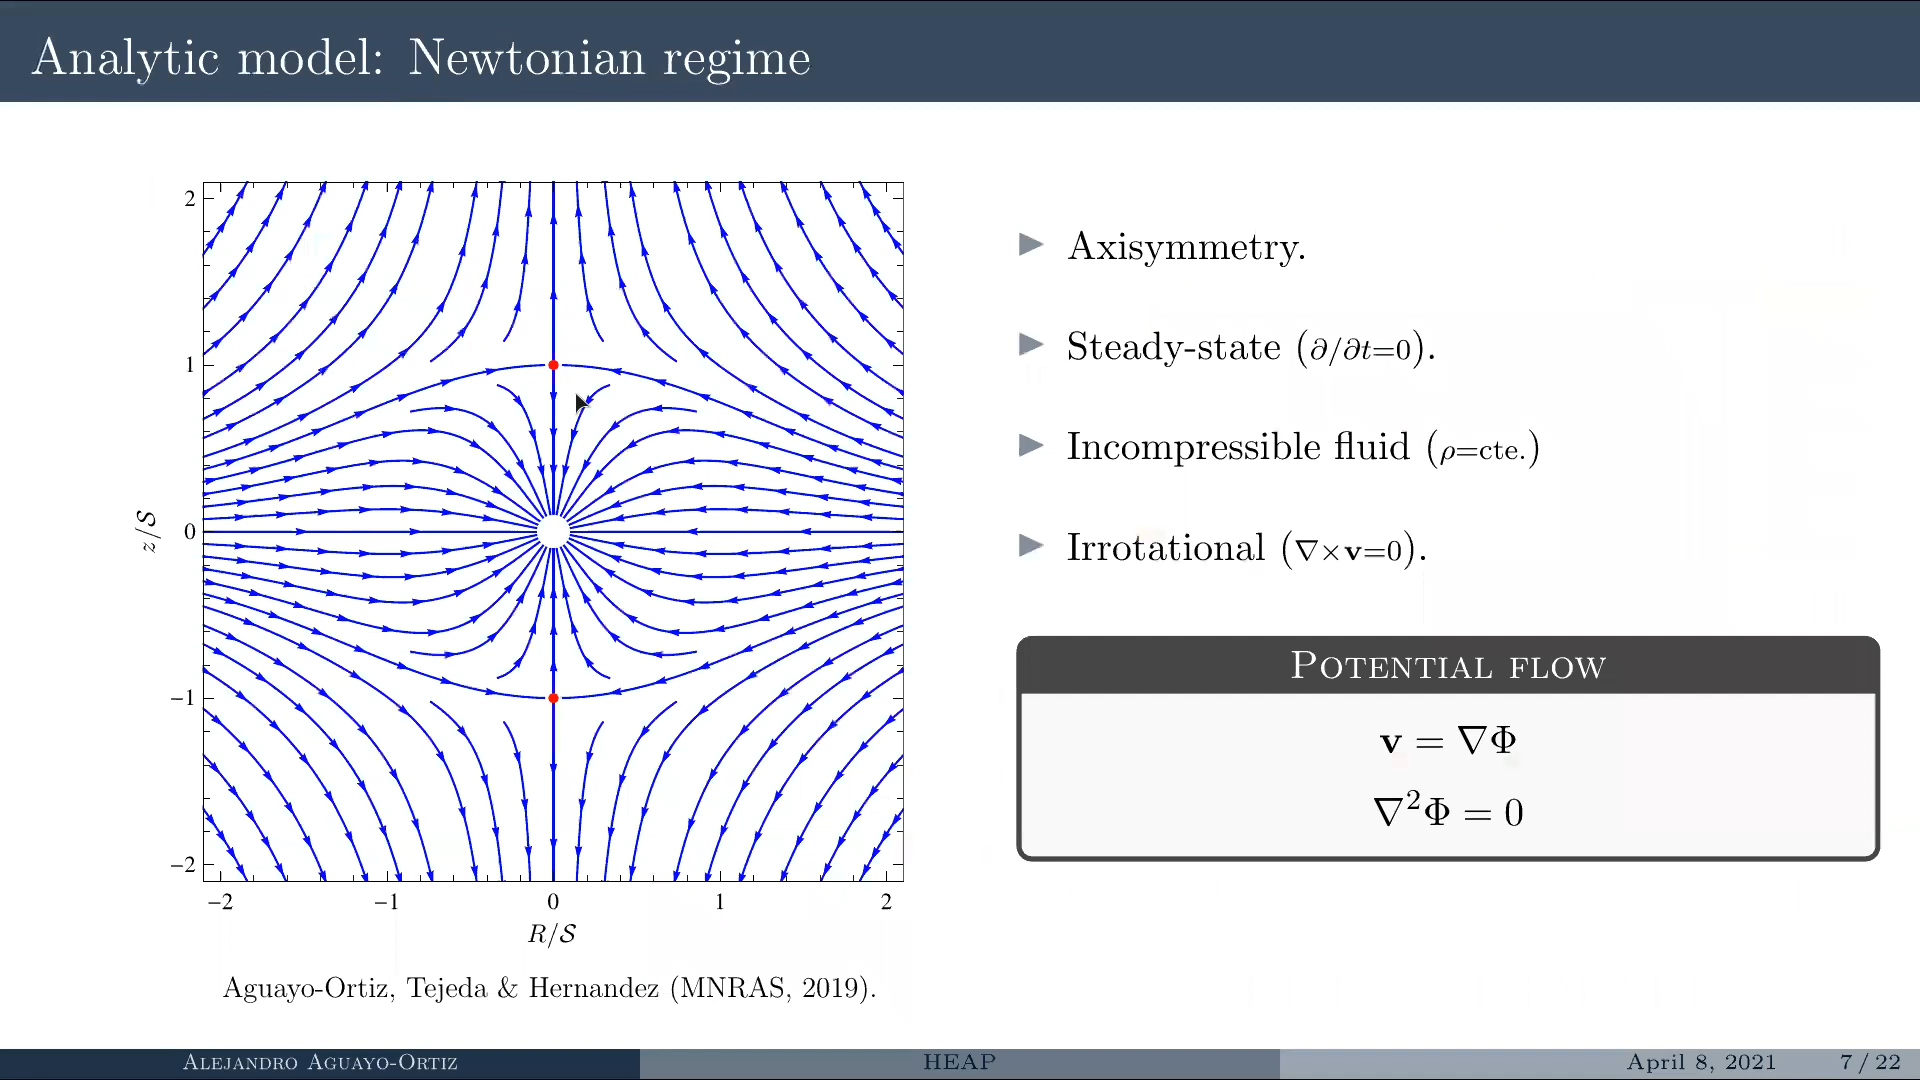 Analytic model: Newtonian regime
2
1
0
−1
−2
z/𝒮
−2
−1
0
1
2
R/𝒮
Aguayo-Ortiz, Tejeda & Hernandez (MNRAS, 2019).
Axisymmetry.
Steady-state (∂/∂t=0).
Incompressible fluid (ρ=cte.)
Irrotational (∇×v=0).
Potential flow
v = ∇Φ
∇²Φ = 0
Alejandro Aguayo-Ortiz
HEAP
April 8, 2021
7 / 22